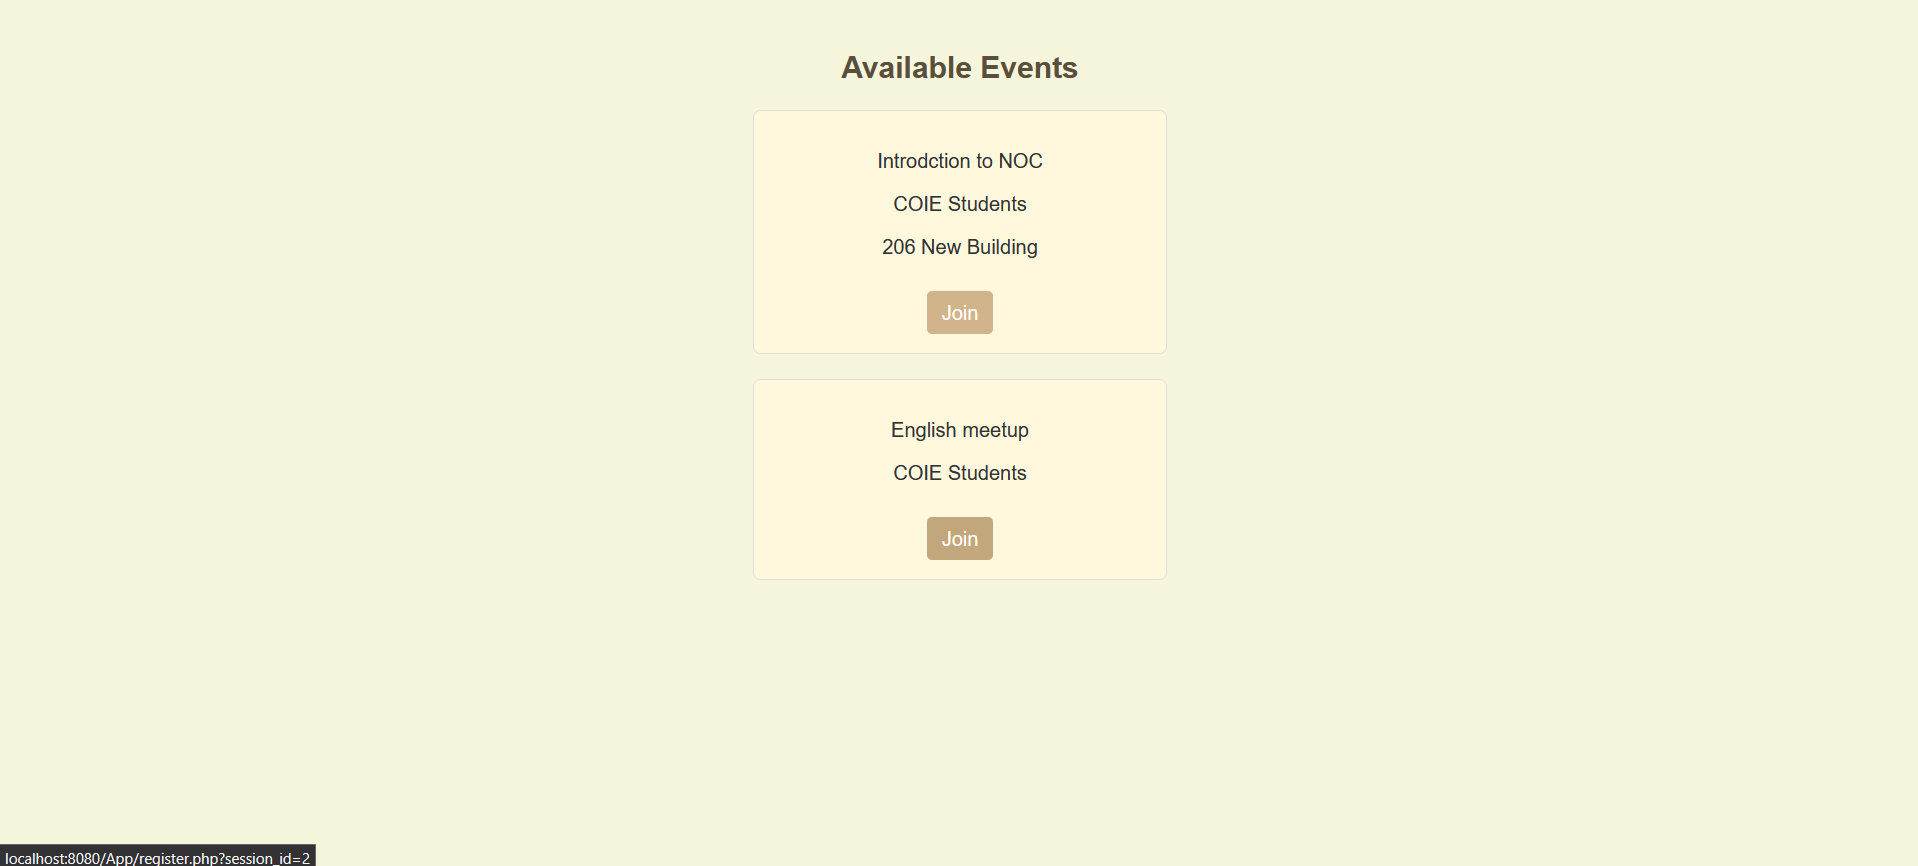 Available Events
Introdction to NOC
COIE Students
206 New Building
Join
English meetup
COIE Students
Join
localhost:8080/App/register.php?session_id=2